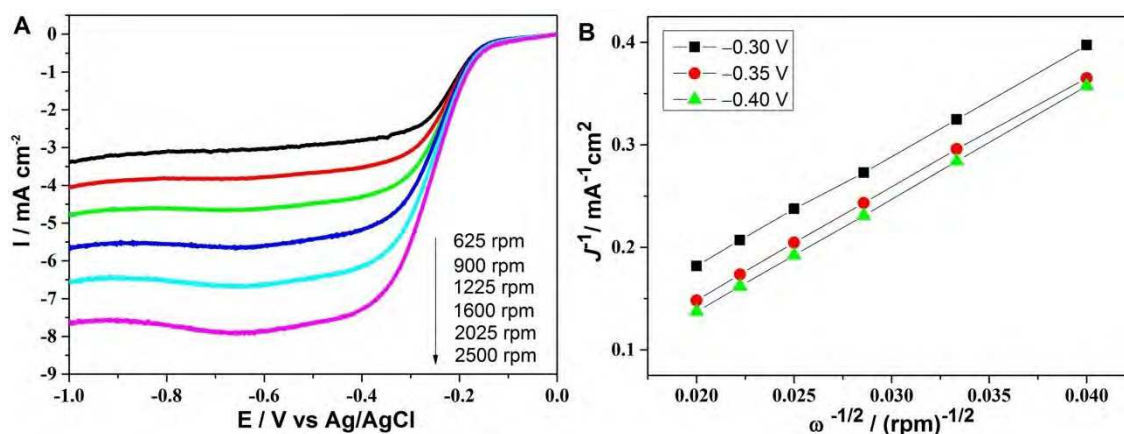 A
I / mA cm-2
0
-1
-2
-3
-4
-5
-6
-7
-8
-9
-1.0 -0.8 -0.6 -0.4 -0.2 0.0
E / V vs Ag/AgCl
625 rpm
900 rpm
1225 rpm
1600 rpm
2025 rpm
2500 rpm
B
J-1/ mA-1cm2
0.4
0.3
0.2
0.1
−0.30 V
−0.35 V
−0.40 V
0.020 0.025 0.030 0.035 0.040
ω -1/2 / (rpm)-1/2